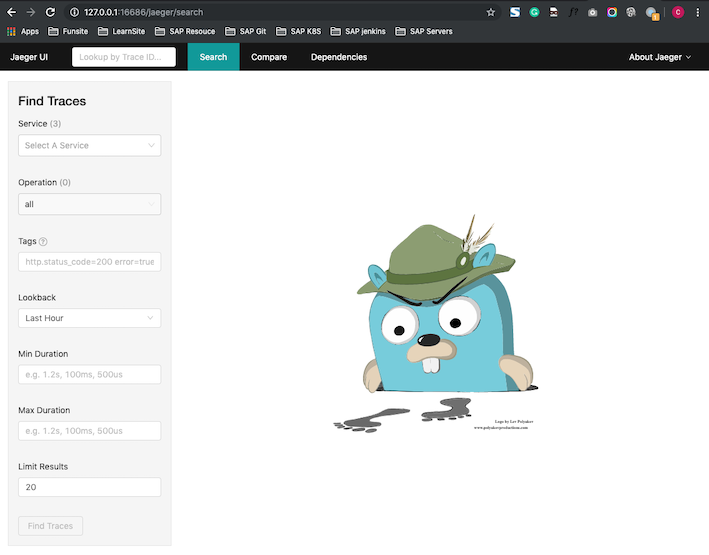 127.0.0.1:16686/jaeger/search
Apps Funsite LearnSite SAP Resouce SAP Git SAP K8S SAP jenkins SAP Servers
Jaeger UI Lookup by Trace ID... Search Compare Dependencies About Jaeger
Find Traces
Service (3)
Select A Service
Operation (0)
all
Tags
http.status_code=200 error=true
Lookback
Last Hour
Min Duration
e.g. 1.2s, 100ms, 500us
Max Duration
e.g. 1.2s, 100ms, 500us
Limit Results
20
Find Traces
Logo by Lev Polyakov
www.polyakovproductions.com